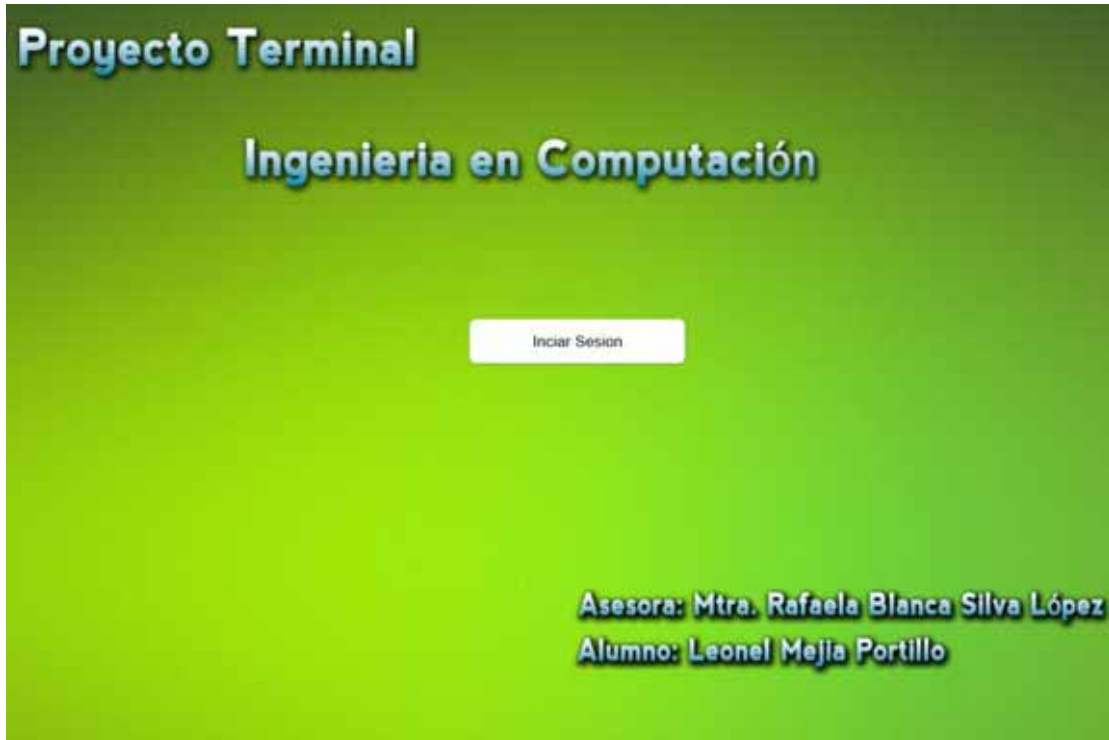 Proyecto Terminal
Ingenieria en Computación
Inciar Sesion
Asesora: Mtra. Rafaela Blanca Silva López
Alumno: Leonel Mejia Portillo